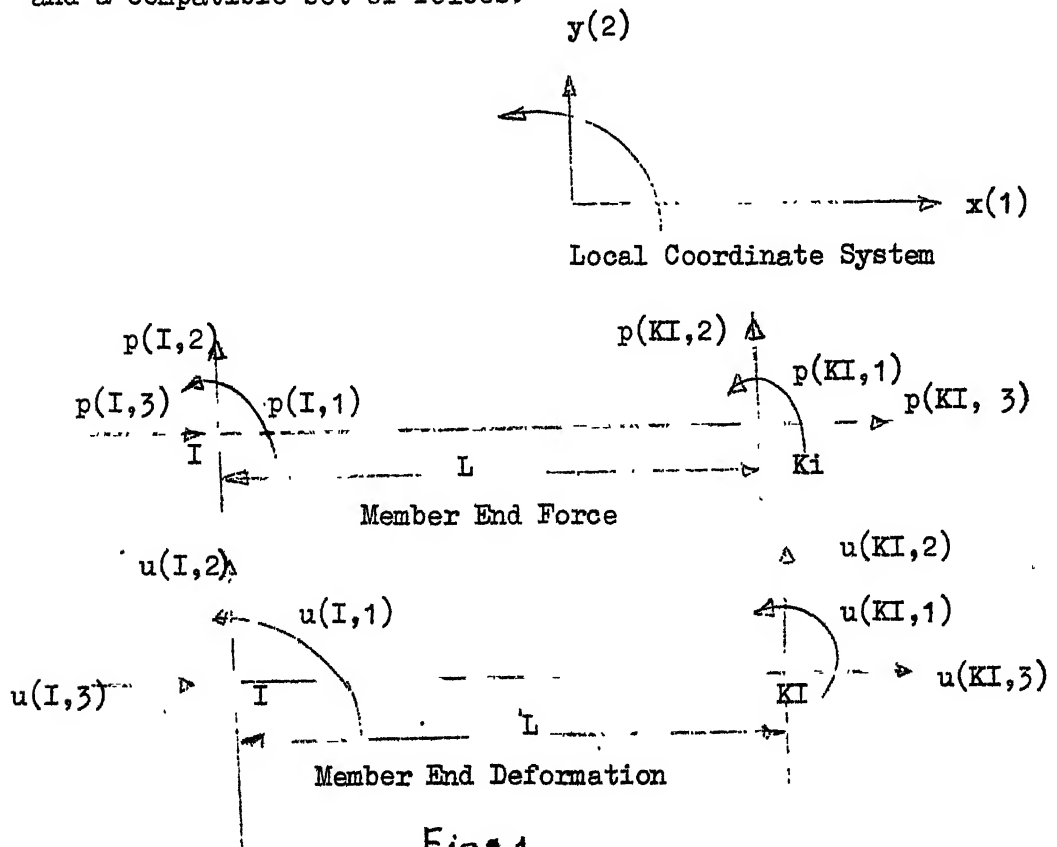 and a compatible set of forces.
y(2)
x(1)
Local Coordinate System
p(I,2) p(KI,2)
p(I,3) p(I,1) p(KI,1) p(KI, 3)
I L Ki
Member End Force
u(I,2) u(KI,2)
u(I,1) u(KI,1)
u(I,3) I KI u(KI,3)
L
Member End Deformation
Fig. 1